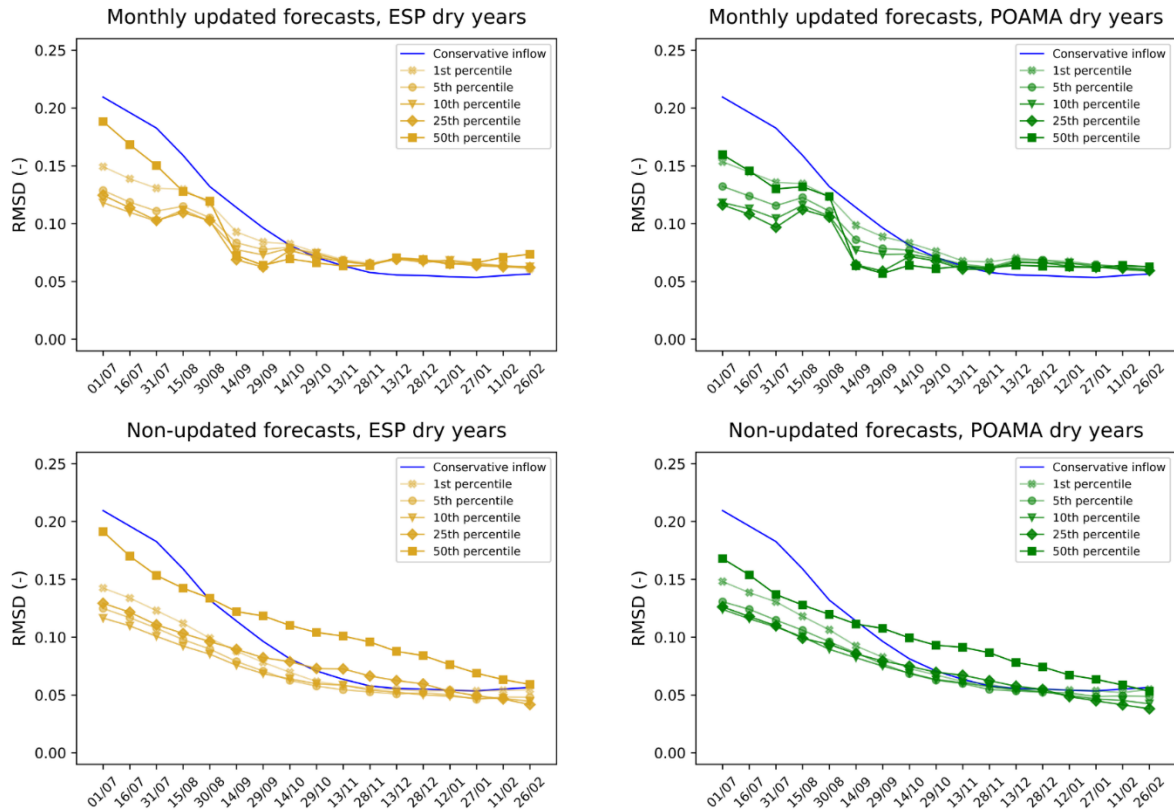 Monthly updated forecasts, ESP dry years
RMSD (-)
0.25
0.20
0.15
0.10
0.05
0.00
Conservative inflow
1st percentile
5th percentile
10th percentile
25th percentile
50th percentile
01/07
16/07
31/07
15/08
30/08
14/09
29/09
14/10
29/10
13/11
28/11
13/12
28/12
12/01
27/01
11/02
26/02
Monthly updated forecasts, POAMA dry years
RMSD (-)
0.25
0.20
0.15
0.10
0.05
0.00
Conservative inflow
1st percentile
5th percentile
10th percentile
25th percentile
50th percentile
01/07
16/07
31/07
15/08
30/08
14/09
29/09
14/10
29/10
13/11
28/11
13/12
28/12
12/01
27/01
11/02
26/02
Non-updated forecasts, ESP dry years
RMSD (-)
0.25
0.20
0.15
0.10
0.05
0.00
Conservative inflow
1st percentile
5th percentile
10th percentile
25th percentile
50th percentile
01/07
16/07
31/07
15/08
30/08
14/09
29/09
14/10
29/10
13/11
28/11
13/12
28/12
12/01
27/01
11/02
26/02
Non-updated forecasts, POAMA dry years
RMSD (-)
0.25
0.20
0.15
0.10
0.05
0.00
Conservative inflow
1st percentile
5th percentile
10th percentile
25th percentile
50th percentile
01/07
16/07
31/07
15/08
30/08
14/09
29/09
14/10
29/10
13/11
28/11
13/12
28/12
12/01
27/01
11/02
26/02